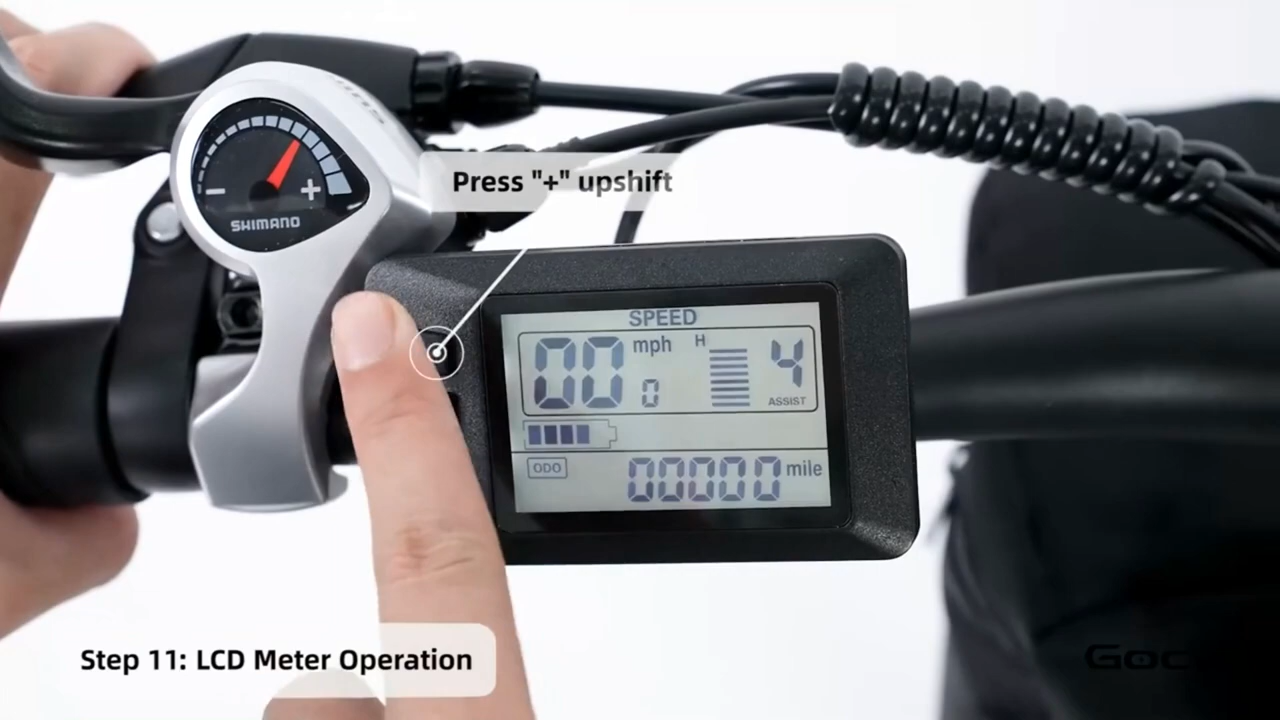 SHIMANO
Press "+" upshift
SPEED
00 mph 0 H 4
ASSIST
ODO 00000 mile
Step 11: LCD Meter Operation